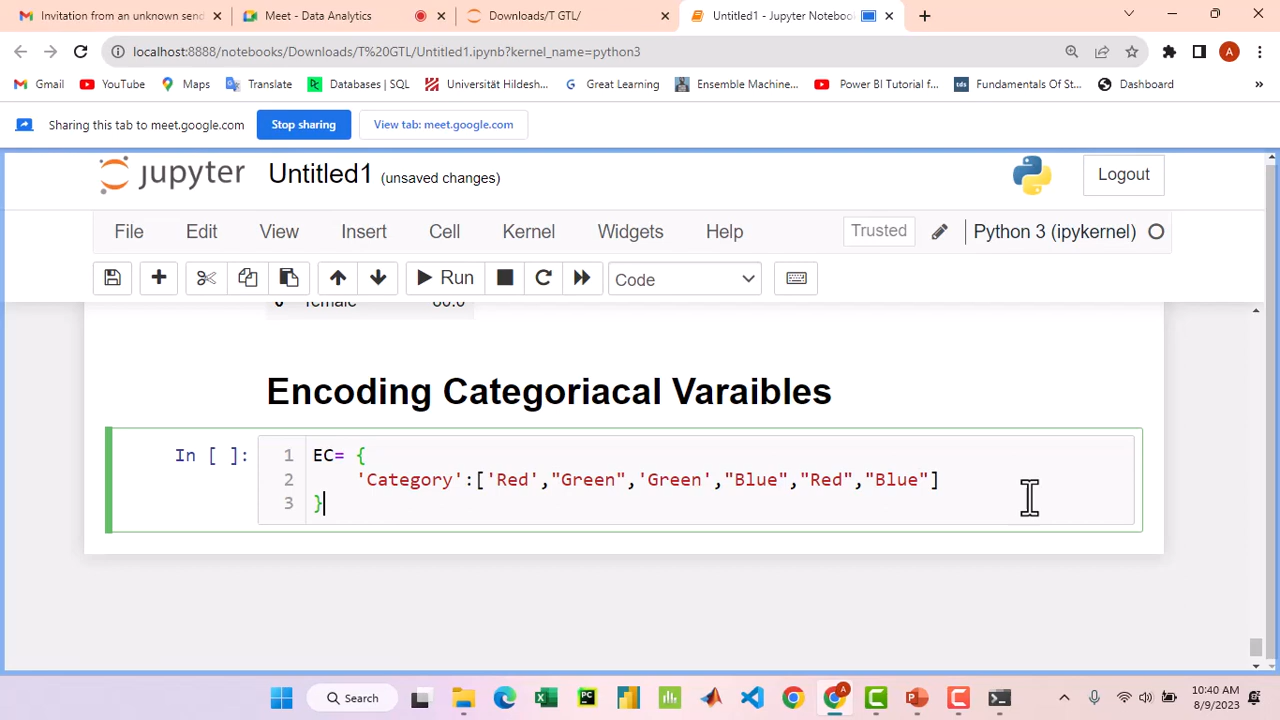 Invitation from an unknown send
Meet - Data Analytics
Downloads/T GTL/
Untitled1 - Jupyter Notebook
localhost:8888/notebooks/Downloads/T%20GTL/Untitled1.ipynb?kernel_name=python3
A
Gmail
YouTube
Maps
Translate
Databases | SQL
Universität Hildesh...
Great Learning
Ensemble Machine...
Power BI Tutorial f...
Fundamentals Of St...
Dashboard
»
Sharing this tab to meet.google.com
Stop sharing
View tab: meet.google.com
jupyter Untitled1 (unsaved changes)
Logout
File Edit View Insert Cell Kernel Widgets Help
Trusted
Python 3 (ipykernel)
Run
Code
0 female 60.0
Encoding Categoriacal Varaibles
In [ ]:
1 EC= {
2 'Category':['Red',"Green",'Green',"Blue","Red","Blue"]
3 }
Search
10:40 AM
8/9/2023